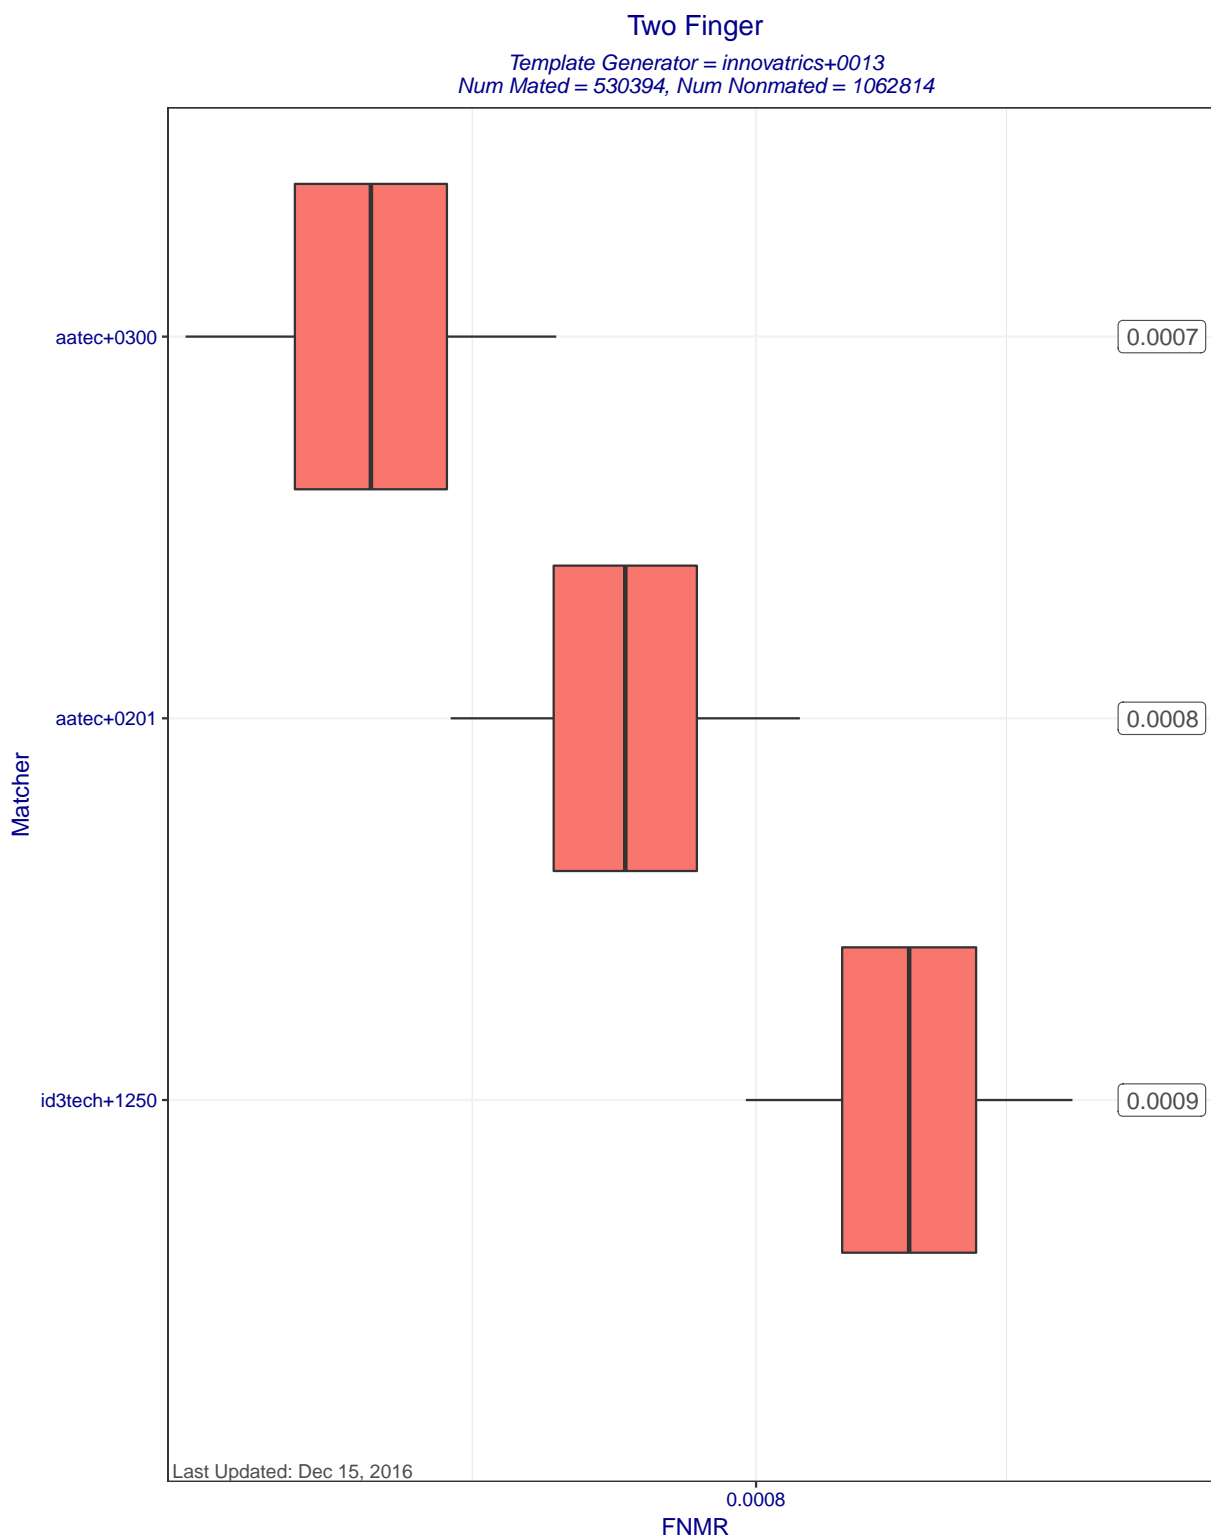 Two Finger
Template Generator = innovatrics+0013
Num Mated = 530394, Num Nonmated = 1062814
aatec+0300
0.0007
aatec+0201
0.0008
Matcher
id3tech+1250
0.0009
Last Updated: Dec 15, 2016
0.0008
FNMR